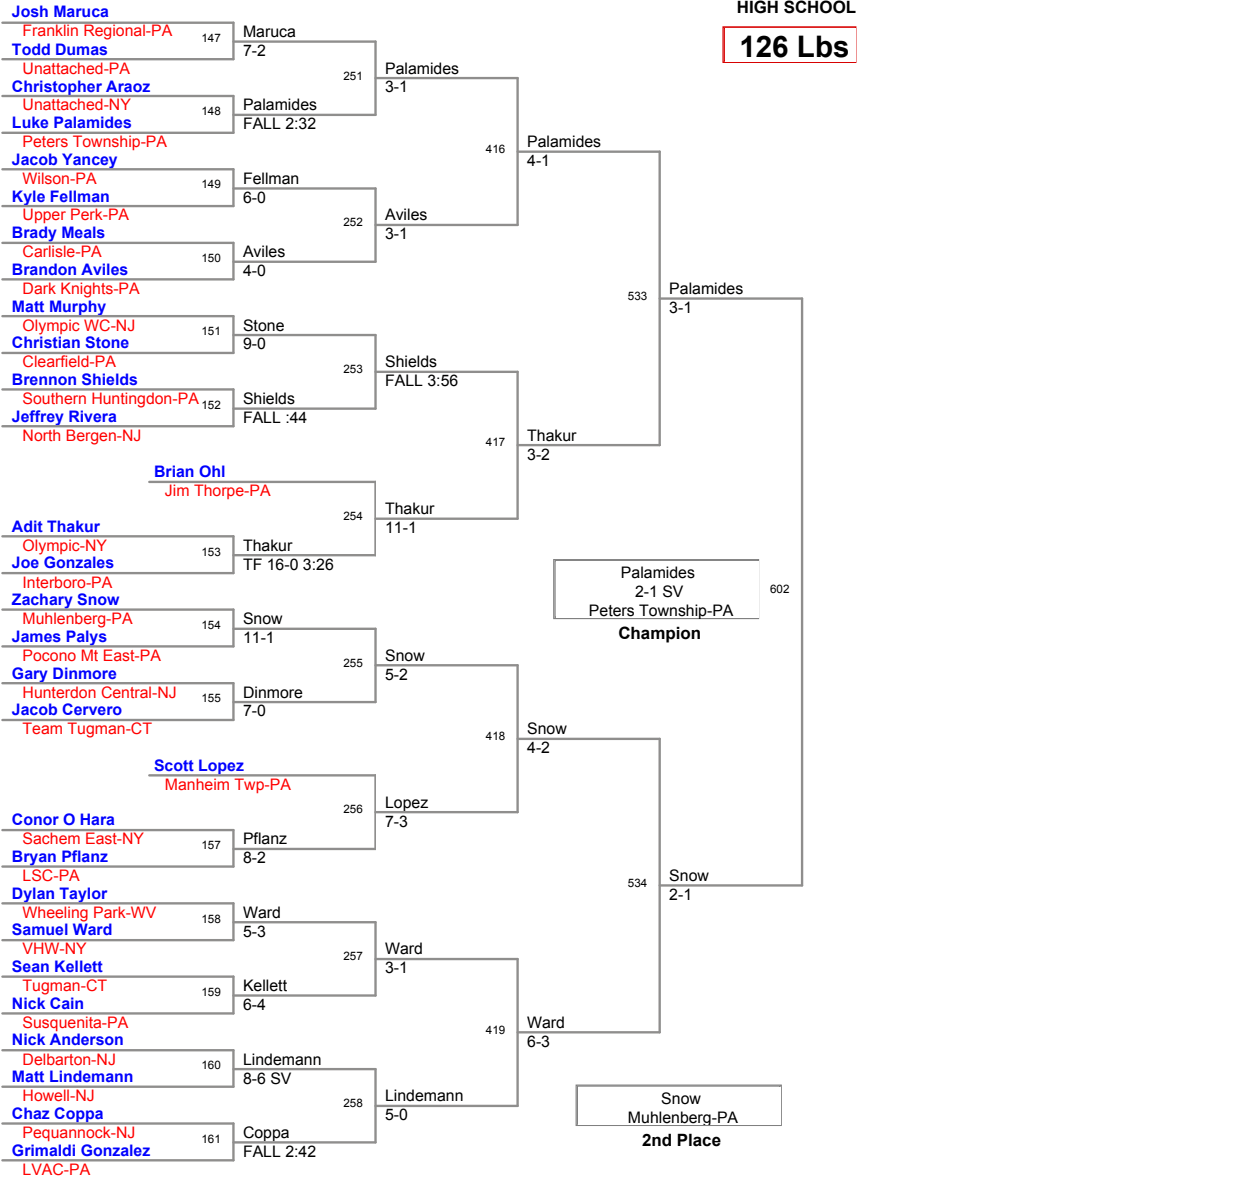 HIGH SCHOOL
126 Lbs
Josh Maruca
Franklin Regional-PA
147
Todd Dumas
Unattached-PA
Maruca
7-2
Christopher Araoz
Unattached-NY
148
Luke Palamides
Peters Township-PA
Palamides
FALL 2:32
251
Palamides
3-1
Jacob Yancey
Wilson-PA
149
Kyle Fellman
Upper Perk-PA
Fellman
6-0
Brady Meals
Carlisle-PA
150
Brandon Aviles
Dark Knights-PA
Aviles
4-0
252
Aviles
3-1
416
Palamides
4-1
Matt Murphy
Olympic WC-NJ
151
Christian Stone
Clearfield-PA
Stone
9-0
Brennon Shields
Southern Huntingdon-PA
152
Jeffrey Rivera
North Bergen-NJ
Shields
FALL :44
253
Shields
FALL 3:56
Brian Ohl
Jim Thorpe-PA
Adit Thakur
Olympic-NY
153
Joe Gonzales
Interboro-PA
Thakur
TF 16-0 3:26
254
Thakur
11-1
417
Thakur
3-2
533
Palamides
3-1
Zachary Snow
Muhlenberg-PA
154
James Palys
Pocono Mt East-PA
Snow
11-1
Gary Dinmore
Hunterdon Central-NJ
155
Jacob Cervero
Team Tugman-CT
Dinmore
7-0
255
Snow
5-2
Scott Lopez
Manheim Twp-PA
Conor O Hara
Sachem East-NY
157
Bryan Pflanz
LSC-PA
Pflanz
8-2
256
Lopez
7-3
418
Snow
4-2
Dylan Taylor
Wheeling Park-WV
158
Samuel Ward
VHW-NY
Ward
5-3
Sean Kellett
Tugman-CT
159
Nick Cain
Susquenita-PA
Kellett
6-4
257
Ward
3-1
Nick Anderson
Delbarton-NJ
160
Matt Lindemann
Howell-NJ
Lindemann
8-6 SV
Chaz Coppa
Pequannock-NJ
161
Grimaldi Gonzalez
LVAC-PA
Coppa
FALL 2:42
258
Lindemann
5-0
419
Ward
6-3
534
Snow
2-1
602
Palamides
2-1 SV
Peters Township-PA
Champion
Snow
Muhlenberg-PA
2nd Place